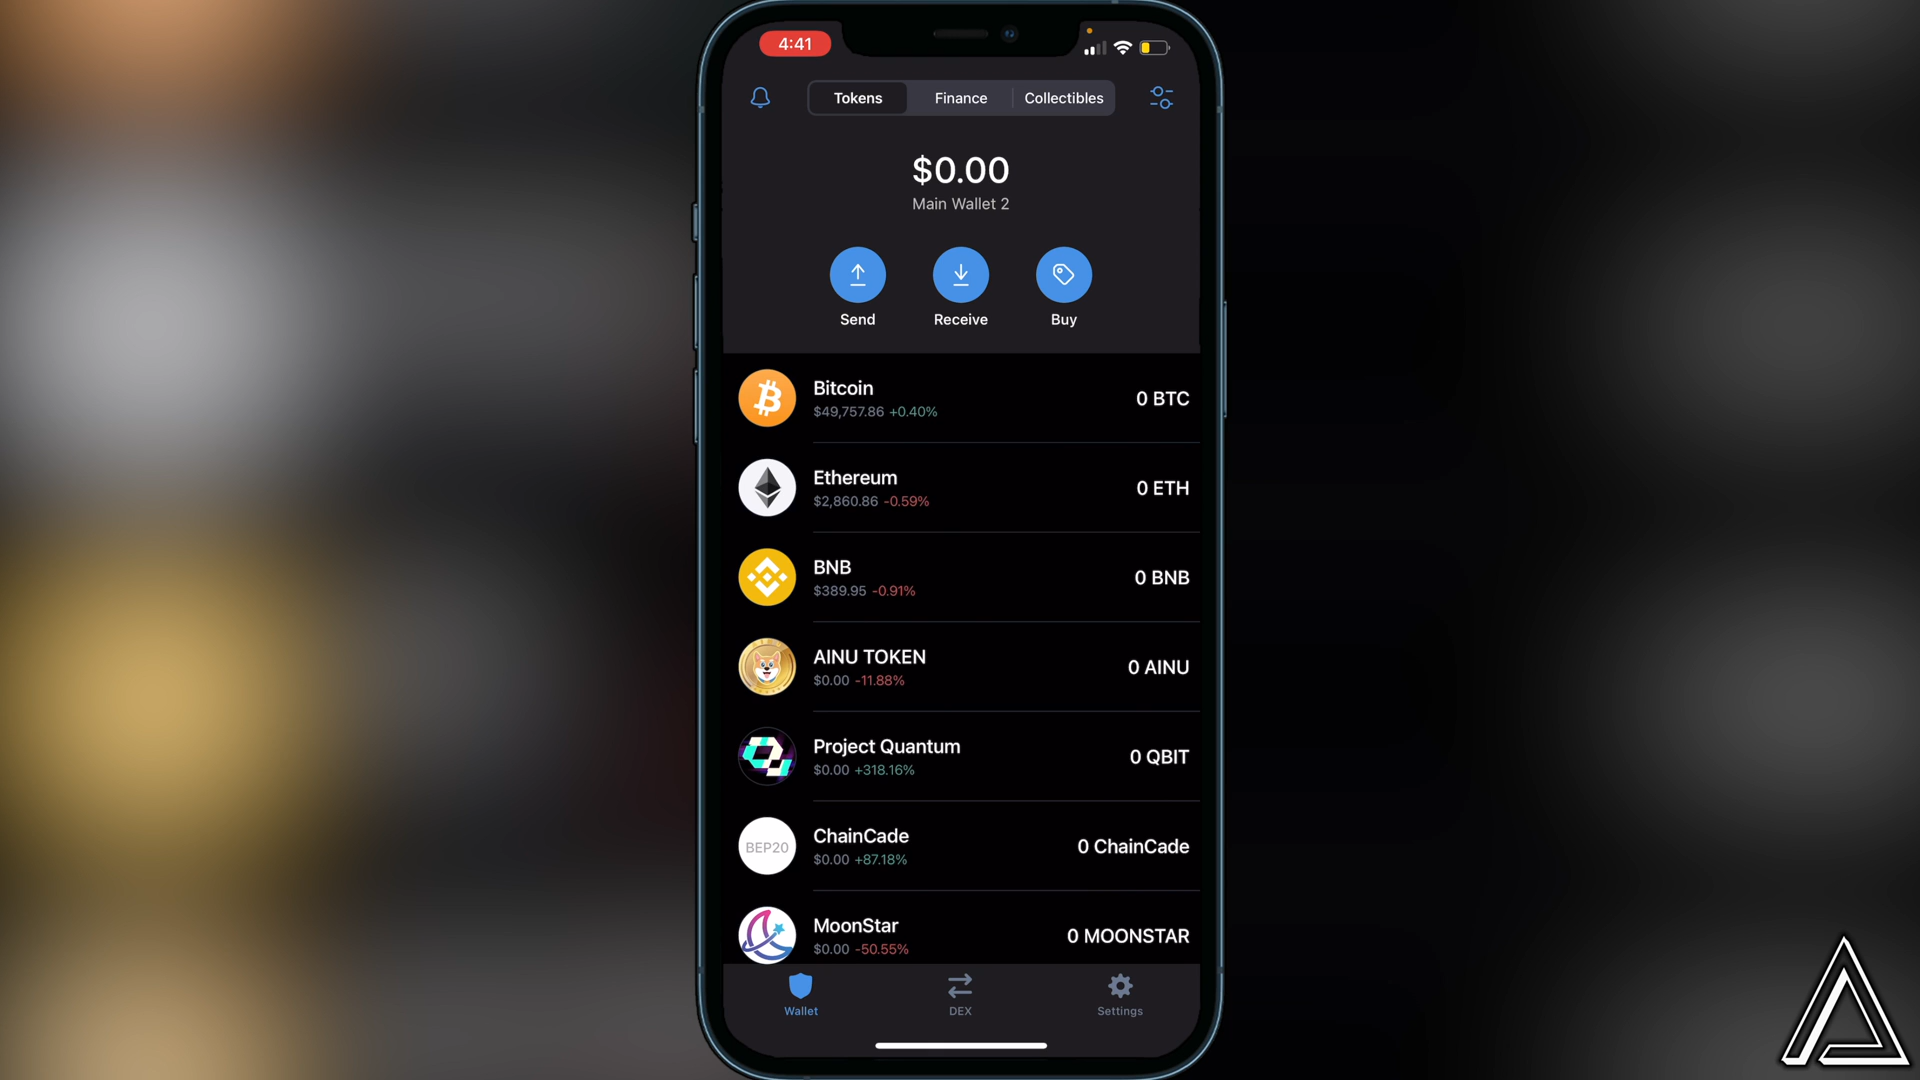 4:41
Tokens
Finance
Collectibles
$0.00
Main Wallet 2
Send
Receive
Buy
Bitcoin
$49,757.86 +0.40%
0 BTC
Ethereum
$2,860.86 -0.59%
0 ETH
BNB
$389.95 -0.91%
0 BNB
AINU TOKEN
$0.00 -11.88%
0 AINU
Project Quantum
$0.00 +318.16%
0 QBIT
BEP20
ChainCade
$0.00 +87.18%
0 ChainCade
MoonStar
$0.00 -50.55%
0 MOONSTAR
Wallet
DEX
Settings